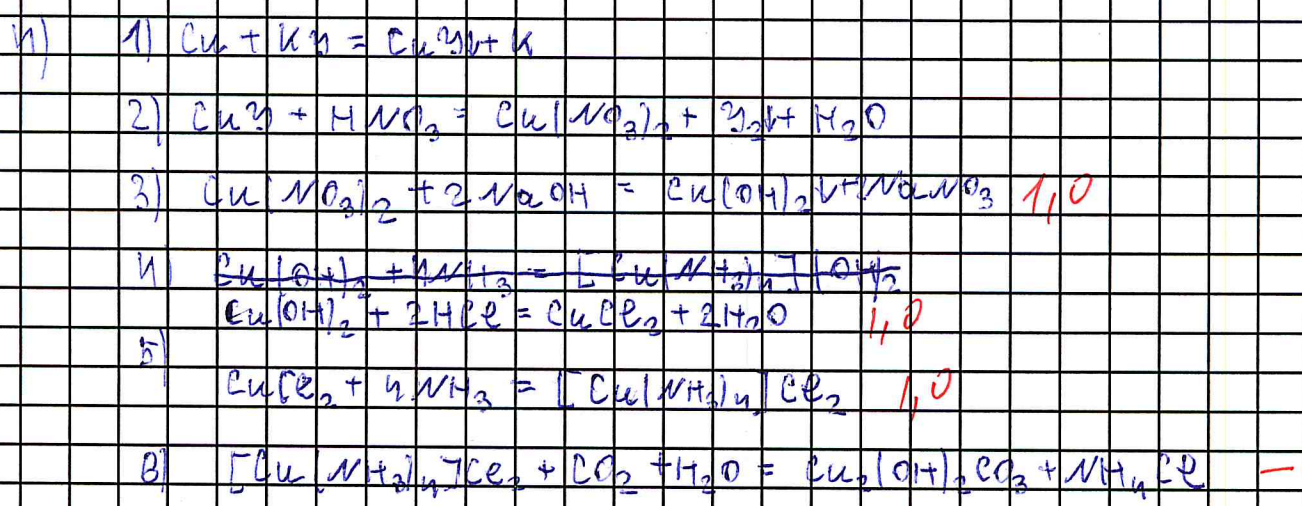 4) 1) Cu + KI = CuI↓ + K
2) CuI + HNO₃ = Cu(NO₃)₂ + I₂↓ + H₂O
3) Cu(NO₃)₂ + 2NaOH = Cu(OH)₂↓ + NaNO₃ 1,0
4) Cu(OH)₂ + 4NH₃ = [Cu(NH₃)₄](OH)₂
Cu(OH)₂ + 2HCl = CuCl₂ + 2H₂O 1,0
5)
CuCl₂ + 4NH₃ = [Cu(NH₃)₄]Cl₂ 1,0
6) [Cu(NH₃)₄]Cl₂ + CO₂ + H₂O = Cu₂(OH)₂CO₃ + NH₄Cl –